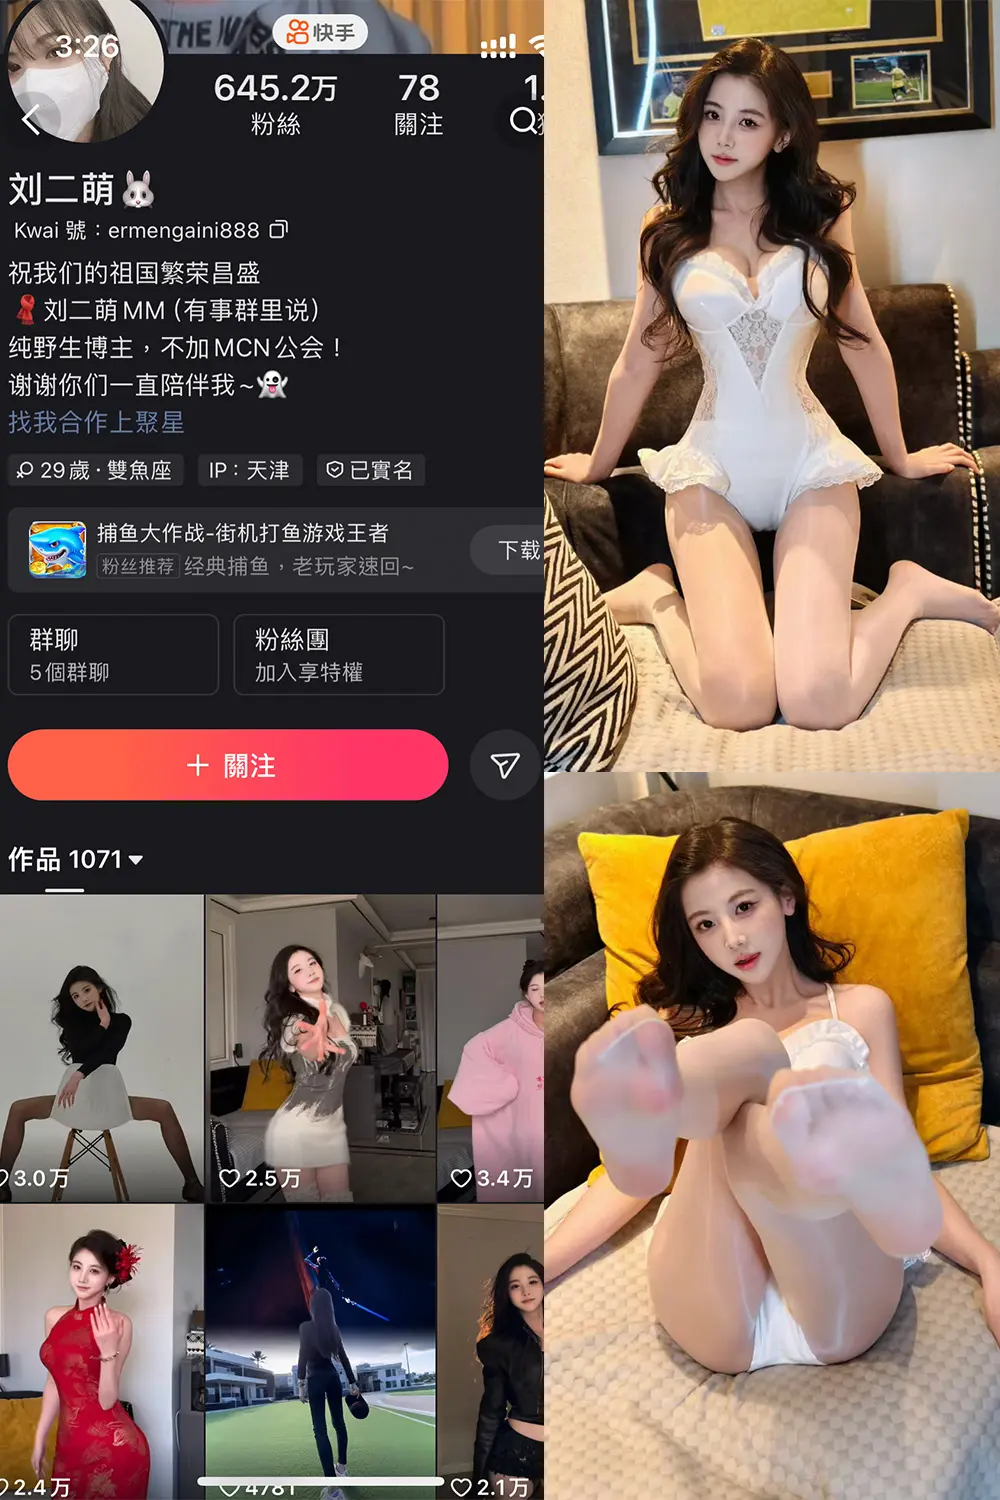 THE
3:26
快手
645.2万
78
1.
粉絲
關注
刘二萌🐰
Kwai 號：ermengaini888
祝我们的祖国繁荣昌盛
🧣刘二萌MM（有事群里说）
纯野生博主，不加MCN公会！
谢谢你们一直陪伴我~👻
找我合作上聚星
29歲·雙魚座
IP：天津
已實名
捕鱼大作战-街机打鱼游戏王者
粉丝推荐 经典捕鱼，老玩家速回~
下载
群聊
5個群聊
粉絲團
加入享特權
+ 關注
作品 1071
3.0万
2.5万
3.4万
2.4万
4781
2.1万